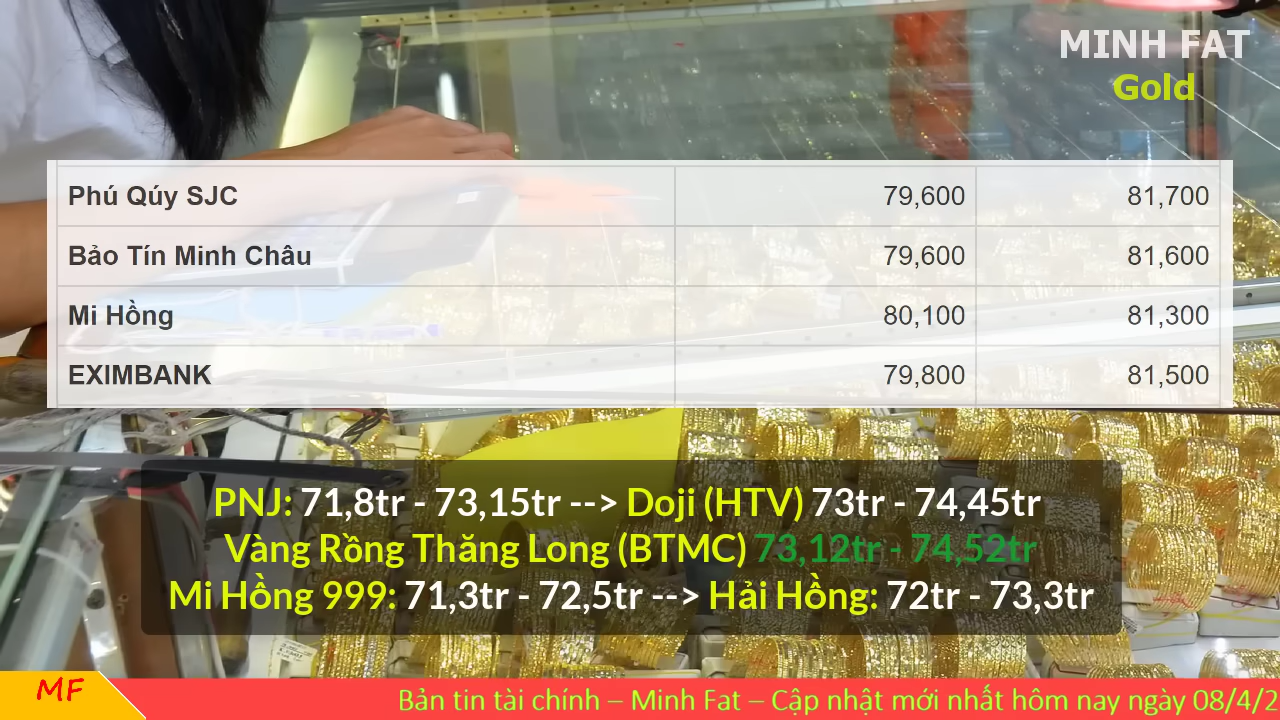 MINH FAT
Gold
Phú Qúy SJC 79,600 81,700
Bảo Tín Minh Châu 79,600 81,600
Mi Hồng 80,100 81,300
EXIMBANK 79,800 81,500
PNJ: 71,8tr - 73,15tr --> Doji (HTV) 73tr - 74,45tr
Vàng Rồng Thăng Long (BTMC) 73,12tr - 74,52tr
Mi Hồng 999: 71,3tr - 72,5tr --> Hải Hồng: 72tr - 73,3tr
MF
Bản tin tài chính – Minh Fat – Cập nhật mới nhất hôm nay ngày 08/4/2